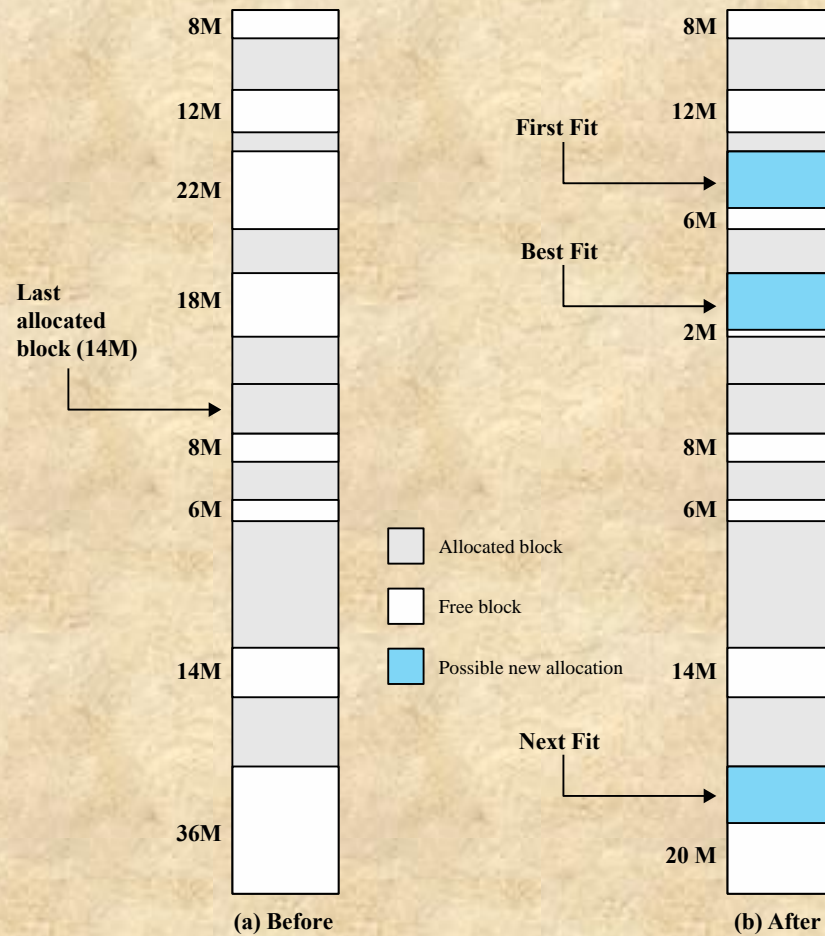 8M
12M
22M
18M
Last
allocated
block (14M)
8M
6M
14M
36M
(a) Before
Allocated block
Free block
Possible new allocation
8M
12M
First Fit
6M
Best Fit
2M
8M
6M
14M
Next Fit
20 M
(b) After